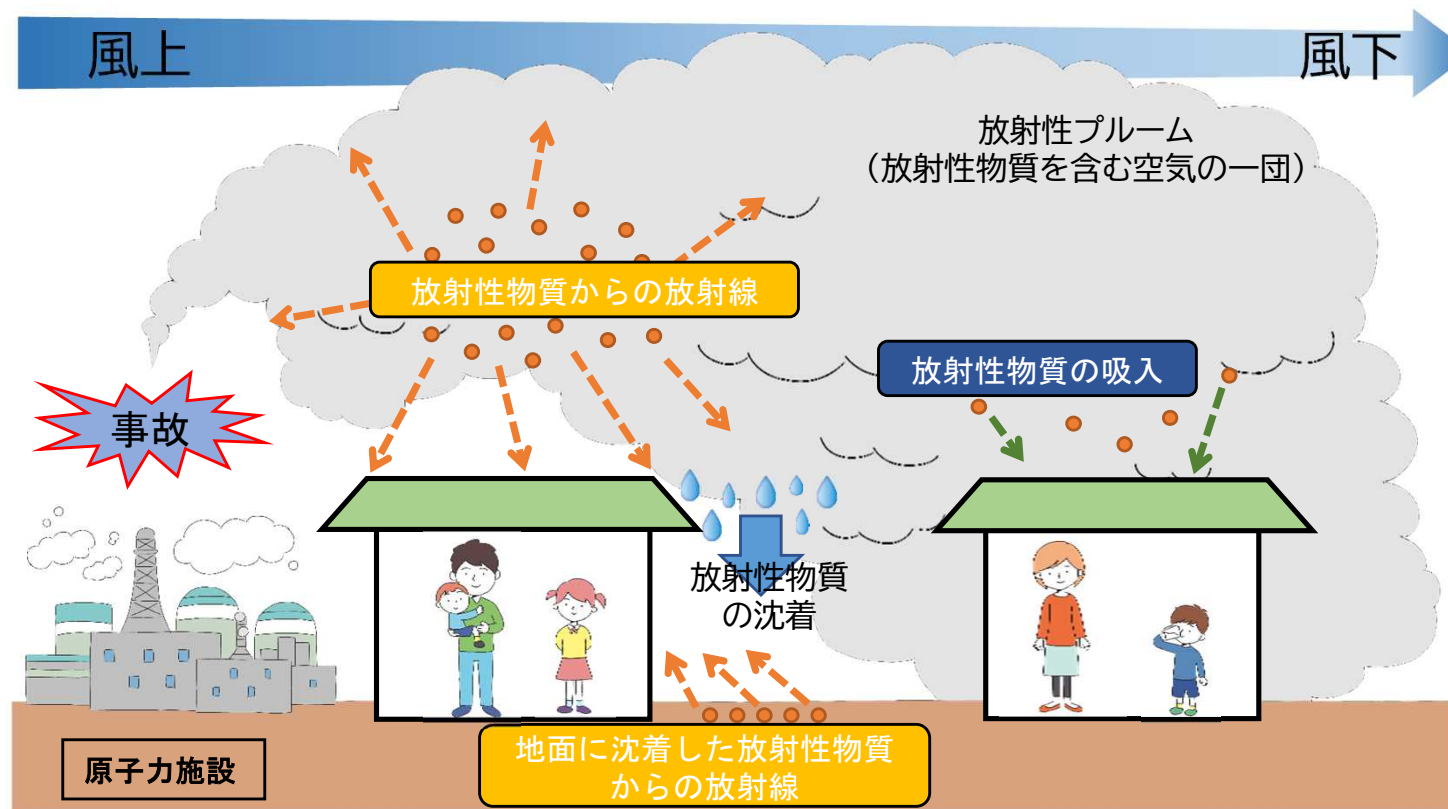 風上
風下
放射性プルーム
（放射性物質を含む空気の一団）
放射性物質からの放射線
放射性物質の吸入
事故
放射性物質
の沈着
地面に沈着した放射性物質
からの放射線
原子力施設